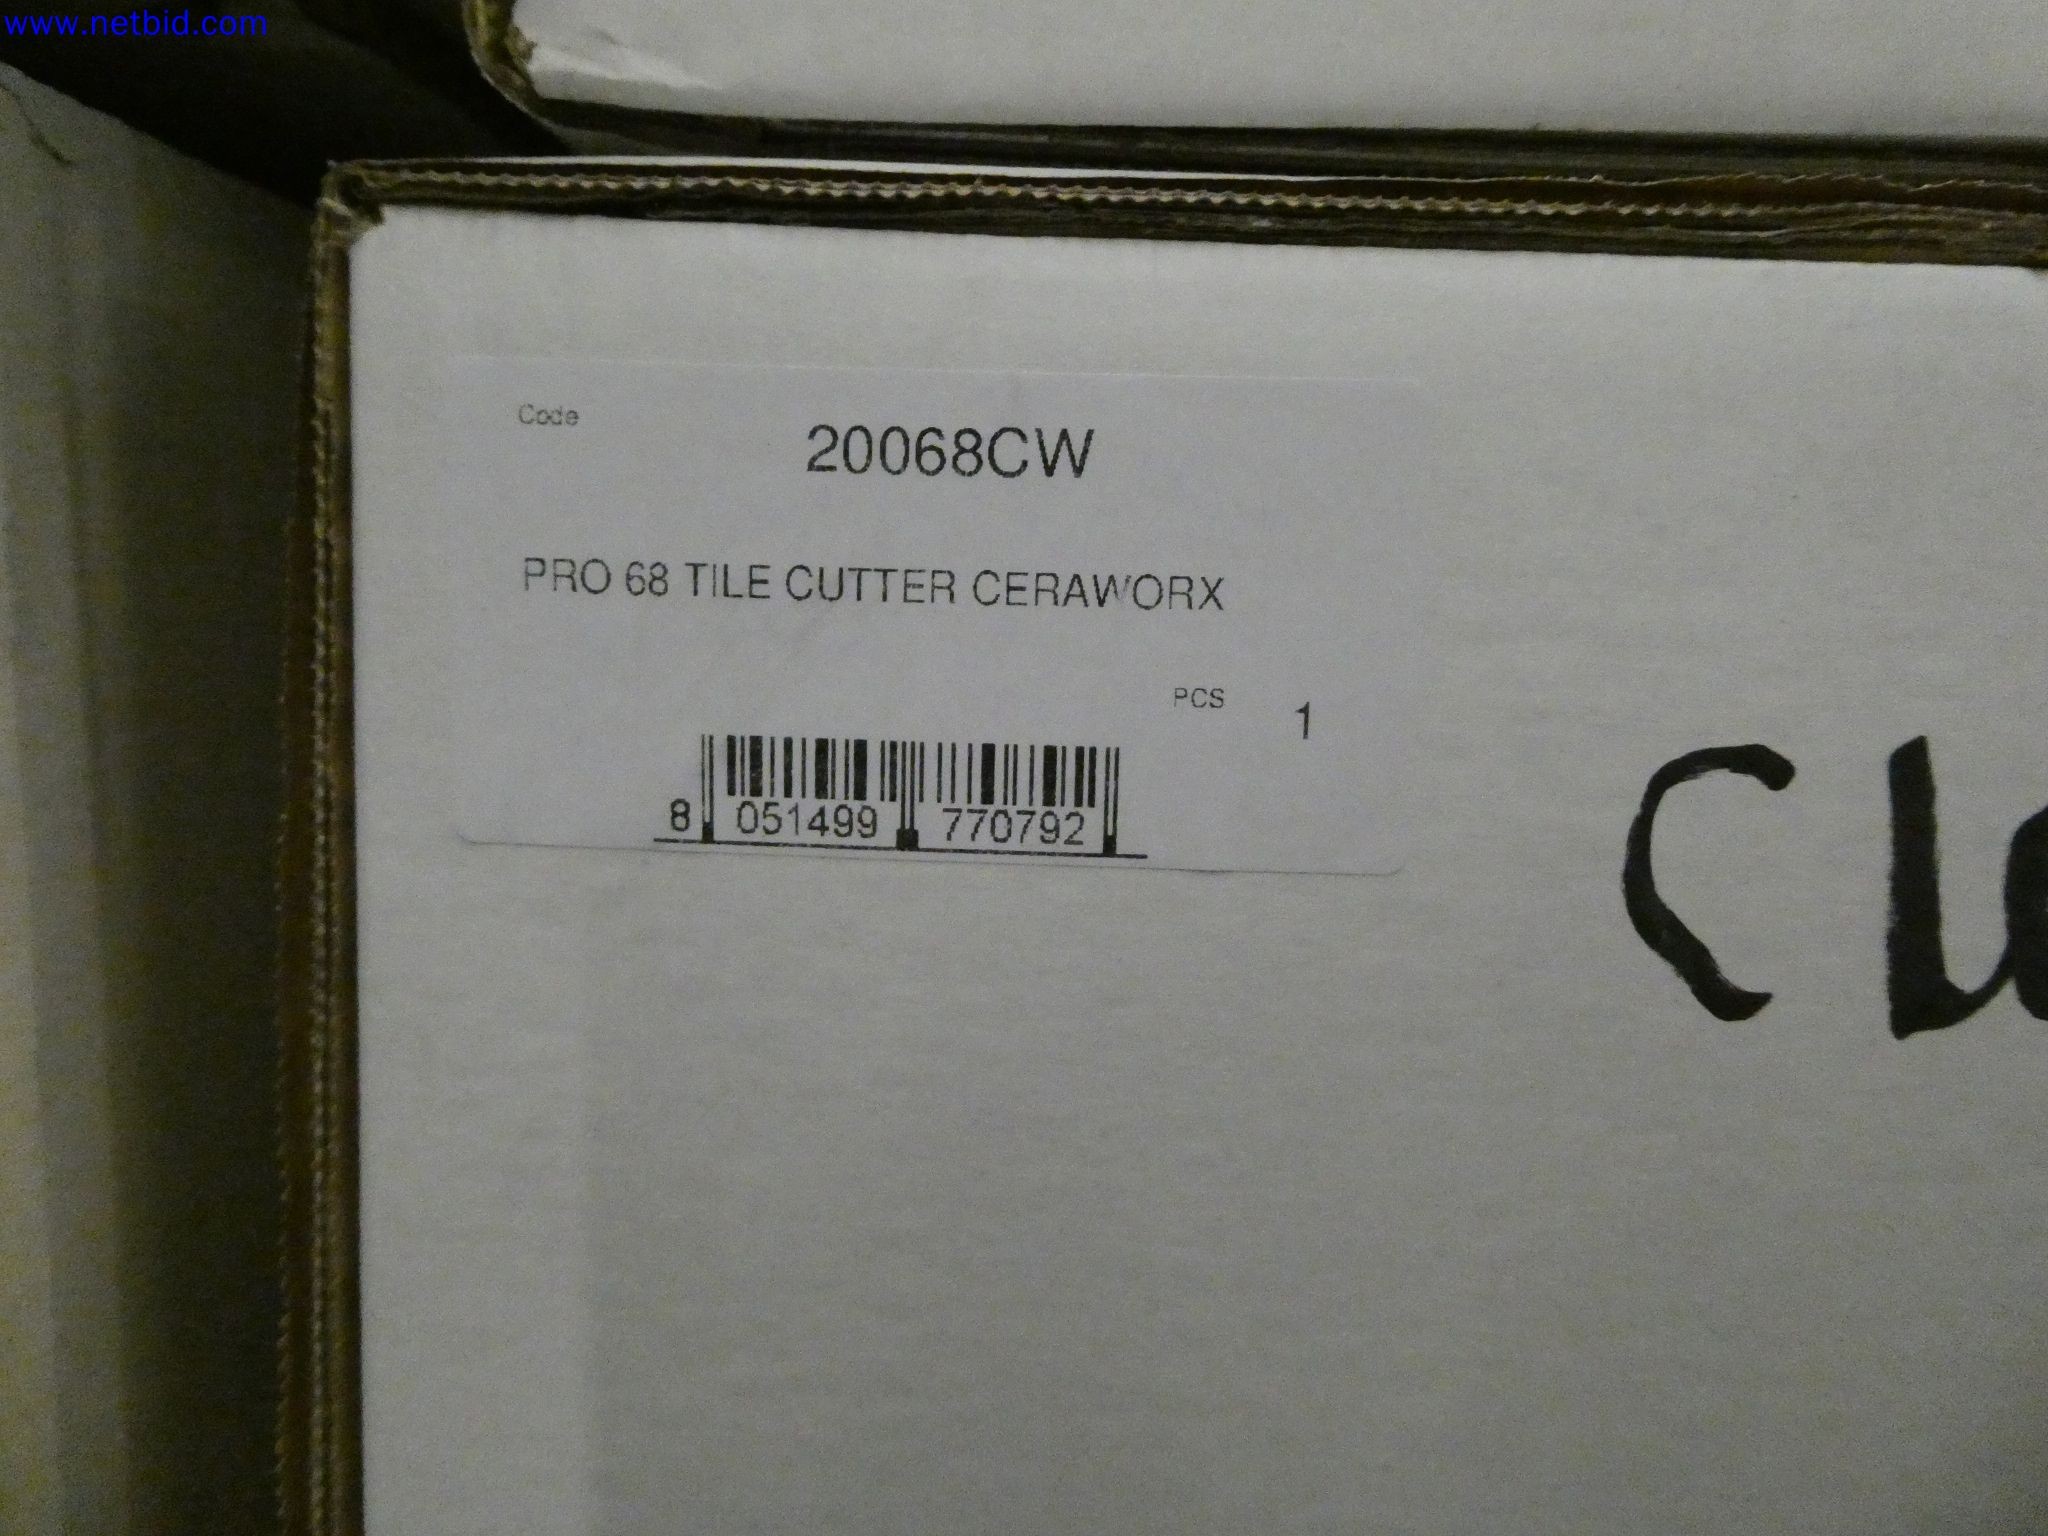 www.netbid.com
Code
20068CW
PRO 68 TILE CUTTER CERAWORX
PCS 1
8 051499 770792